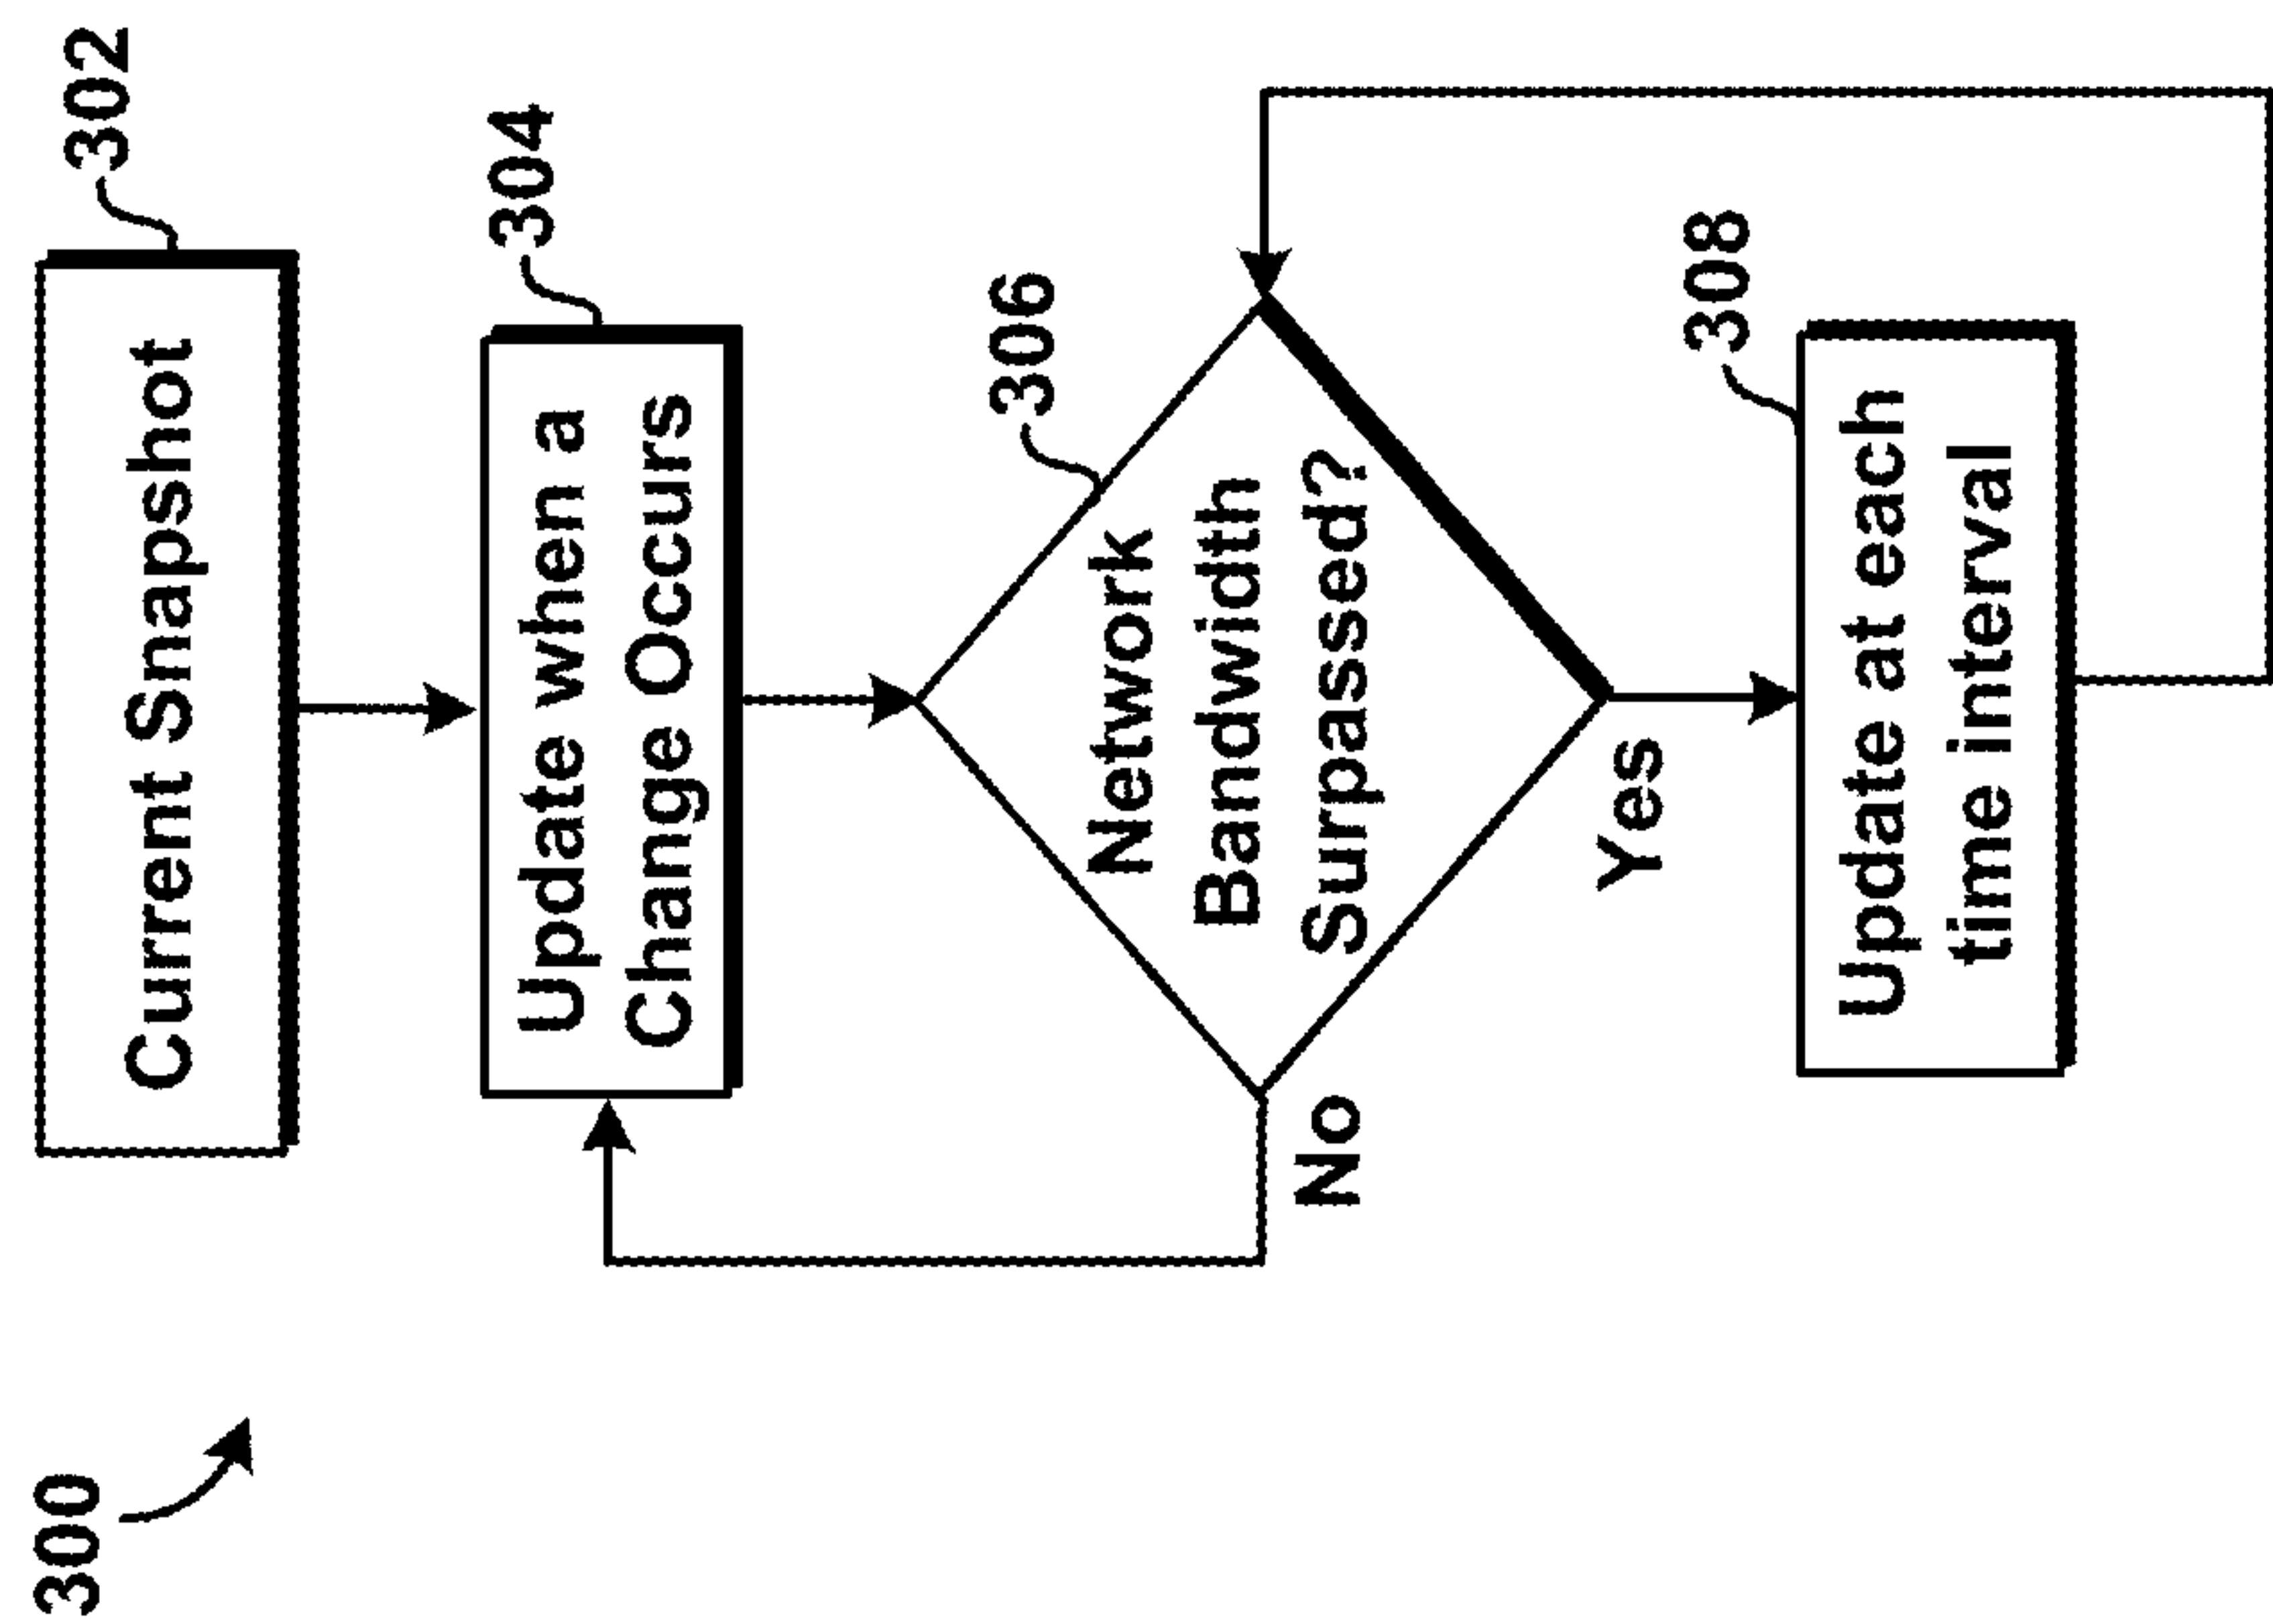 300
302
Current Snapshot
304
Update when a
Change Occurs
306
Network
Bandwidth
Surpassed?
No
Yes
308
Update at each
time interval